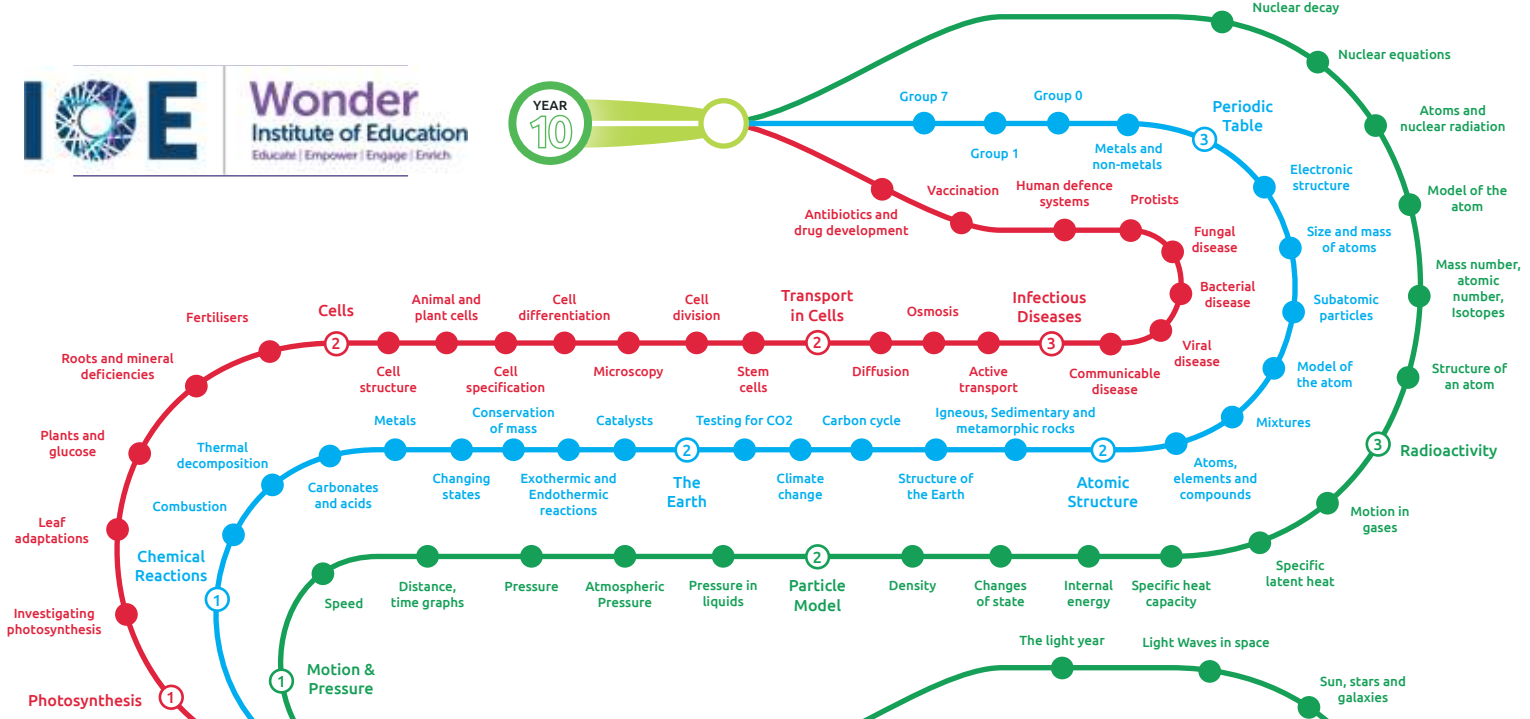 Nuclear decay
Nuclear equations
IOE
Wonder
Institute of Education
Educate | Empower | Engage | Enrich
YEAR
10
Group 7
Group 0
Periodic
Table
Atoms and
nuclear radiation
3
Group 1
Metals and
non-metals
Electronic
structure
Vaccination
Human defence
systems
Protists
Model of the
atom
Antibiotics and
drug development
Fungal
disease
Size and mass
of atoms
Mass number,
atomic
number,
Isotopes
Bacterial
disease
Subatomic
particles
Fertilisers
Cells
Animal and
plant cells
Cell
differentiation
Cell
division
Transport
in Cells
Osmosis
Infectious
Diseases
2
2
3
Viral
disease
Roots and mineral
deficiencies
Cell
structure
Cell
specification
Microscopy
Stem
cells
Diffusion
Active
transport
Communicable
disease
Model of
the atom
Structure of
an atom
Plants and
glucose
Thermal
decomposition
Metals
Conservation
of mass
Catalysts
Testing for CO2
Carbon cycle
Igneous, Sedimentary and
metamorphic rocks
Mixtures
2
2
3
Radioactivity
Combustion
Carbonates
and acids
Changing
states
Exothermic and
Endothermic
reactions
The
Earth
Climate
change
Structure of
the Earth
Atomic
Structure
Atoms,
elements and
compounds
Leaf
adaptations
Motion in
gases
Chemical
Reactions
1
2
Specific
latent heat
Speed
Distance,
time graphs
Pressure
Atmospheric
Pressure
Pressure in
liquids
Particle
Model
Density
Changes
of state
Internal
energy
Specific heat
capacity
Investigating
photosynthesis
The light year
Light Waves in space
1
Motion &
Pressure
Sun, stars and
galaxies
Photosynthesis
1